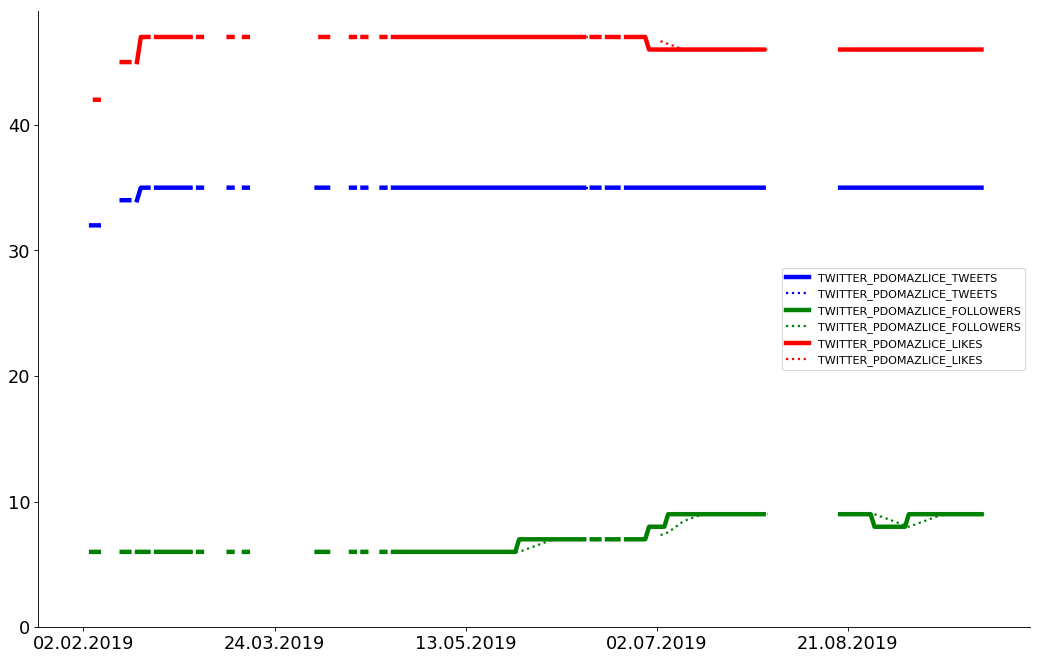 40
30
20
10
0
02.02.2019 24.03.2019 13.05.2019 02.07.2019 21.08.2019
TWITTER_PDOMAZLICE_TWEETS
TWITTER_PDOMAZLICE_TWEETS
TWITTER_PDOMAZLICE_FOLLOWERS
TWITTER_PDOMAZLICE_FOLLOWERS
TWITTER_PDOMAZLICE_LIKES
TWITTER_PDOMAZLICE_LIKES